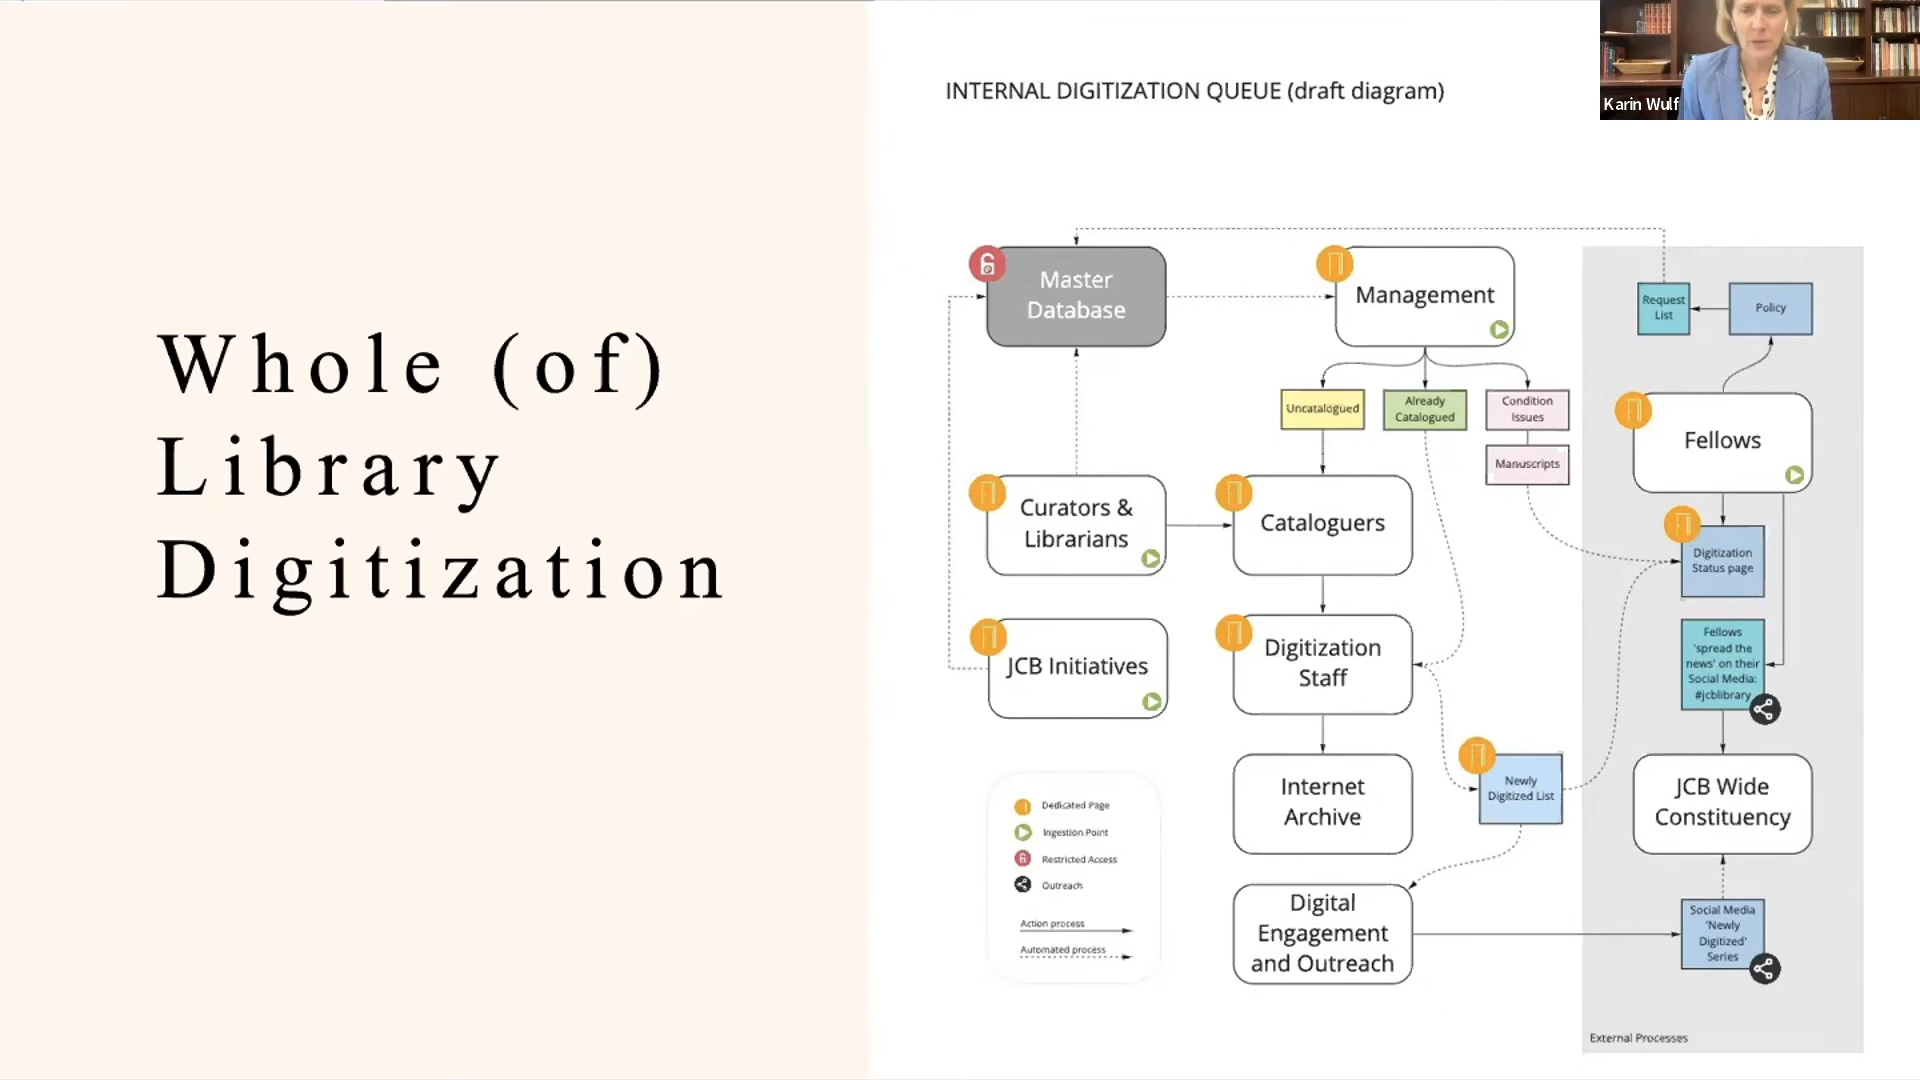 Whole (of)
Library
Digitization
INTERNAL DIGITIZATION QUEUE (draft diagram)
Karin Wulf
Master
Database
Management
Request
List
Policy
Uncatalogued
Already
Catalogued
Condition
Issues
Manuscripts
Fellows
Curators &
Librarians
Cataloguers
Digitization
Status page
JCB Initiatives
Digitization
Staff
Fellows
'spread the
news' on their
Social Media:
#jcblibrary
Internet
Archive
Newly
Digitized List
JCB Wide
Constituency
Dedicated Page
Ingestion Point
Restricted Access
Outreach
Action process
Automated process
Digital
Engagement
and Outreach
Social Media
'Newly
Digitized'
Series
External Processes